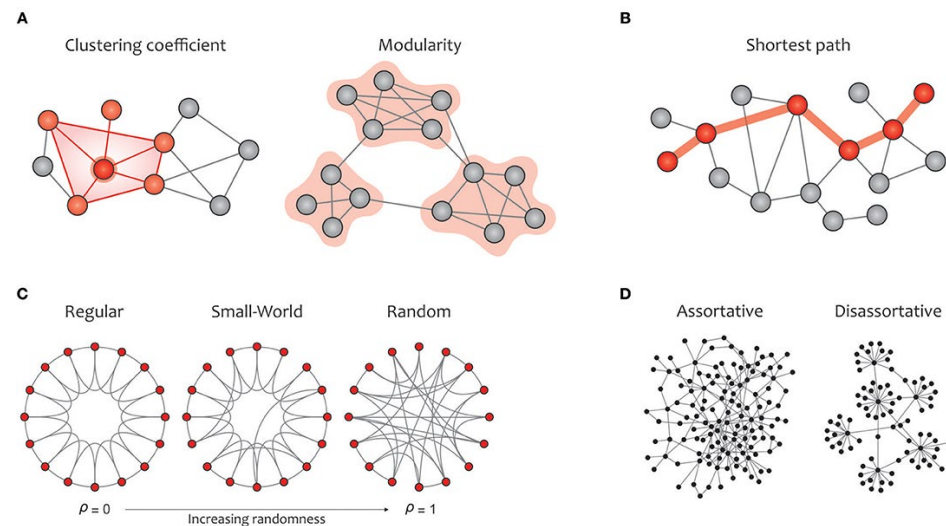 A
Clustering coefficient
Modularity
B
Shortest path
C
Regular
Small-World
Random
ρ = 0
Increasing randomness
ρ = 1
D
Assortative
Disassortative